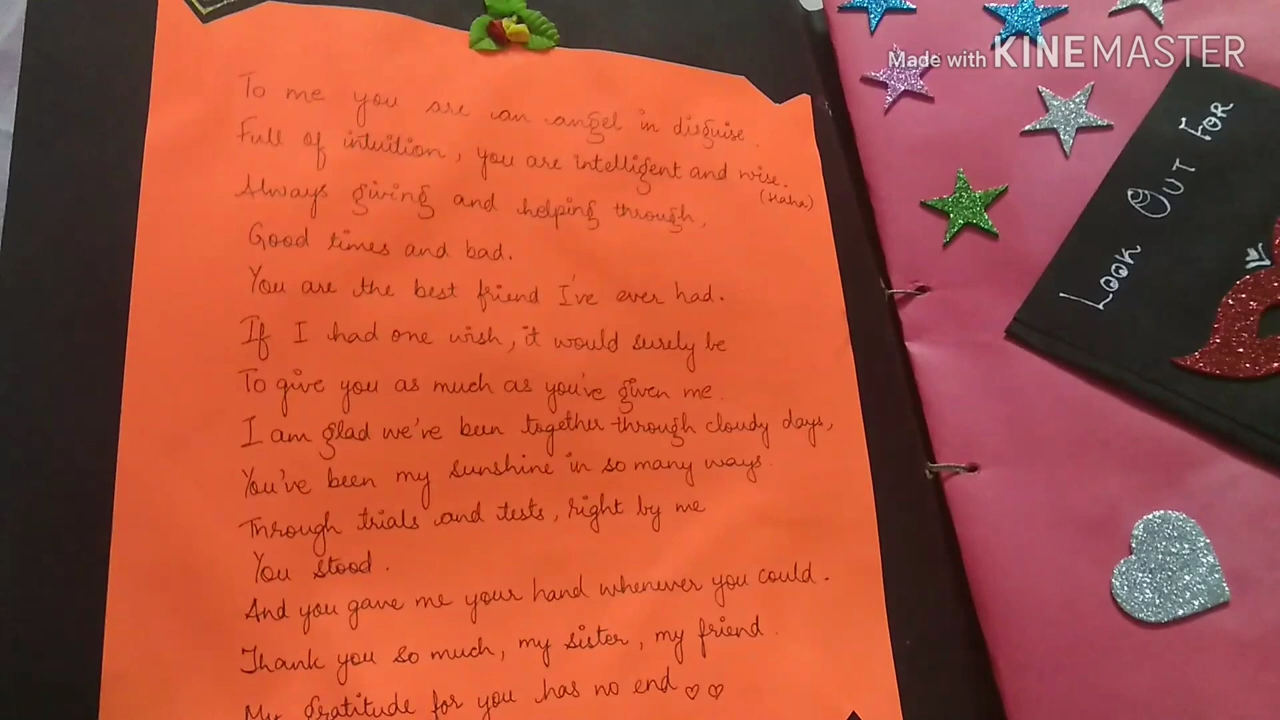 To me you are an angel in disguise.
Full of intuition, you are intelligent and wise.
(Haha)
Always giving and helping through,
Good times and bad.
You are the best friend I've ever had.
If I had one wish, it would surely be
To give you as much as you've given me.
I am glad we've been together through cloudy days,
You've been my sunshine in so many ways.
Through trials and tests, right by me
You stood.
And you gave me your hand whenever you could.
Thank you so much, my sister, my friend.
My Gratitude for you has no end ♡♡
Made with KINEMASTER
LOOK OUT FOR